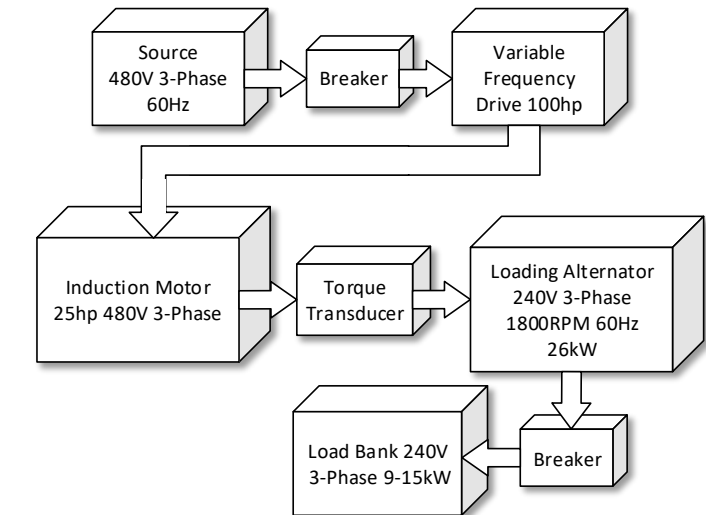 Source
480V 3-Phase
60Hz
Breaker
Variable
Frequency
Drive 100hp
Induction Motor
25hp 480V 3-Phase
Torque
Transducer
Loading Alternator
240V 3-Phase
1800RPM 60Hz
26kW
Load Bank 240V
3-Phase 9-15kW
Breaker